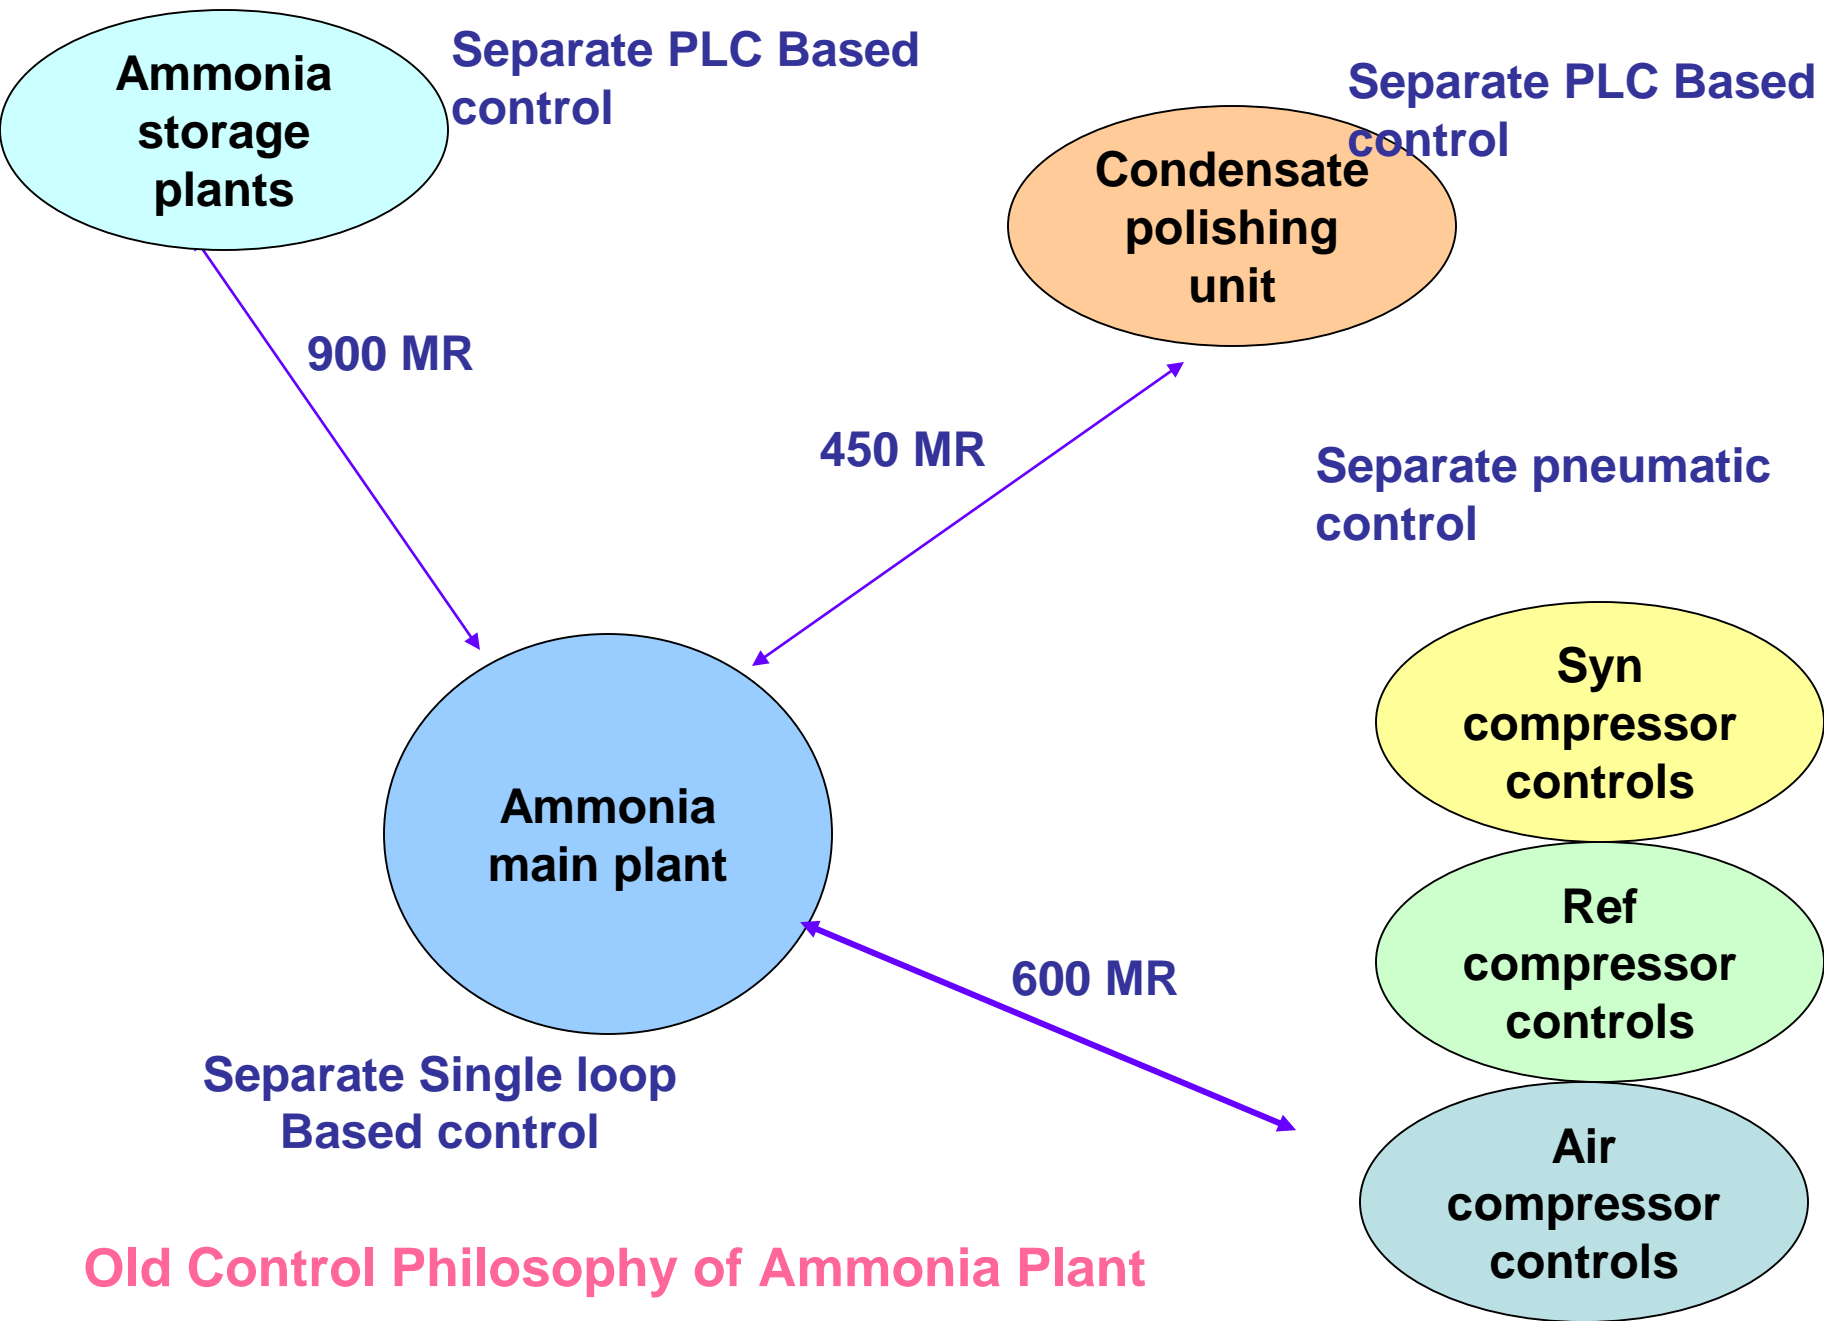 Ammonia
storage
plants
Separate PLC Based
control
Separate PLC Based
control
Condensate
polishing
unit
900 MR
450 MR
Separate pneumatic
control
Syn
compressor
controls
Ammonia
main plant
Ref
compressor
controls
600 MR
Separate Single loop
Based control
Air
compressor
controls
Old Control Philosophy of Ammonia Plant